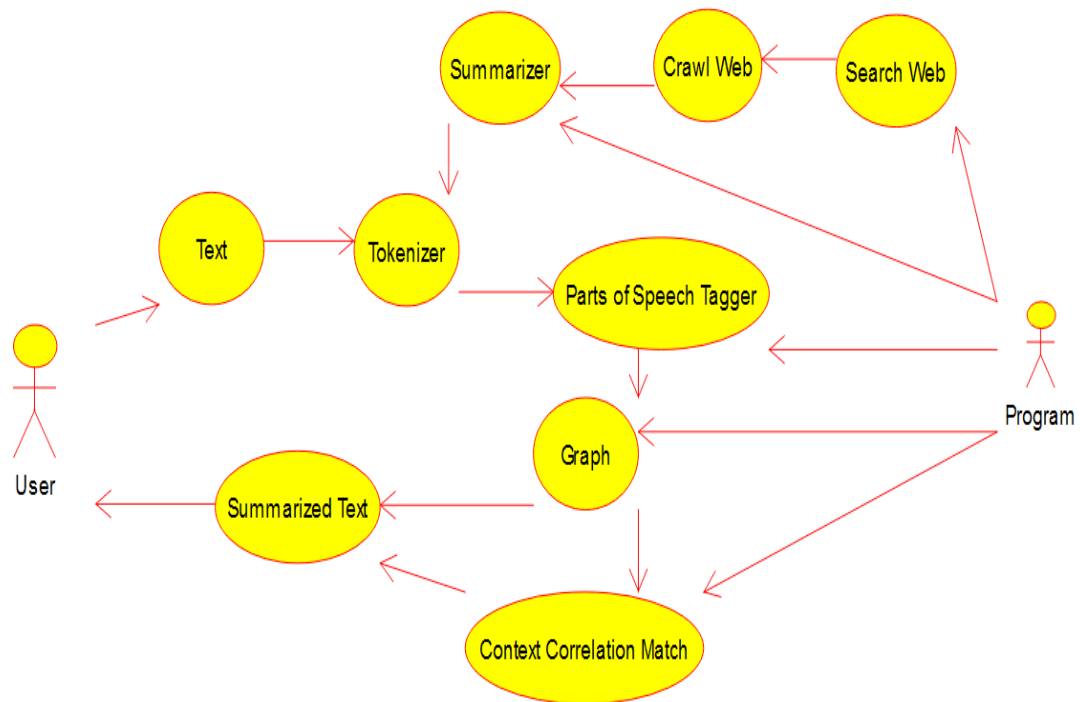 Summarizer
Crawl Web
Search Web
Text
Tokenizer
Parts of Speech Tagger
Program
Graph
User
Summarized Text
Context Correlation Match